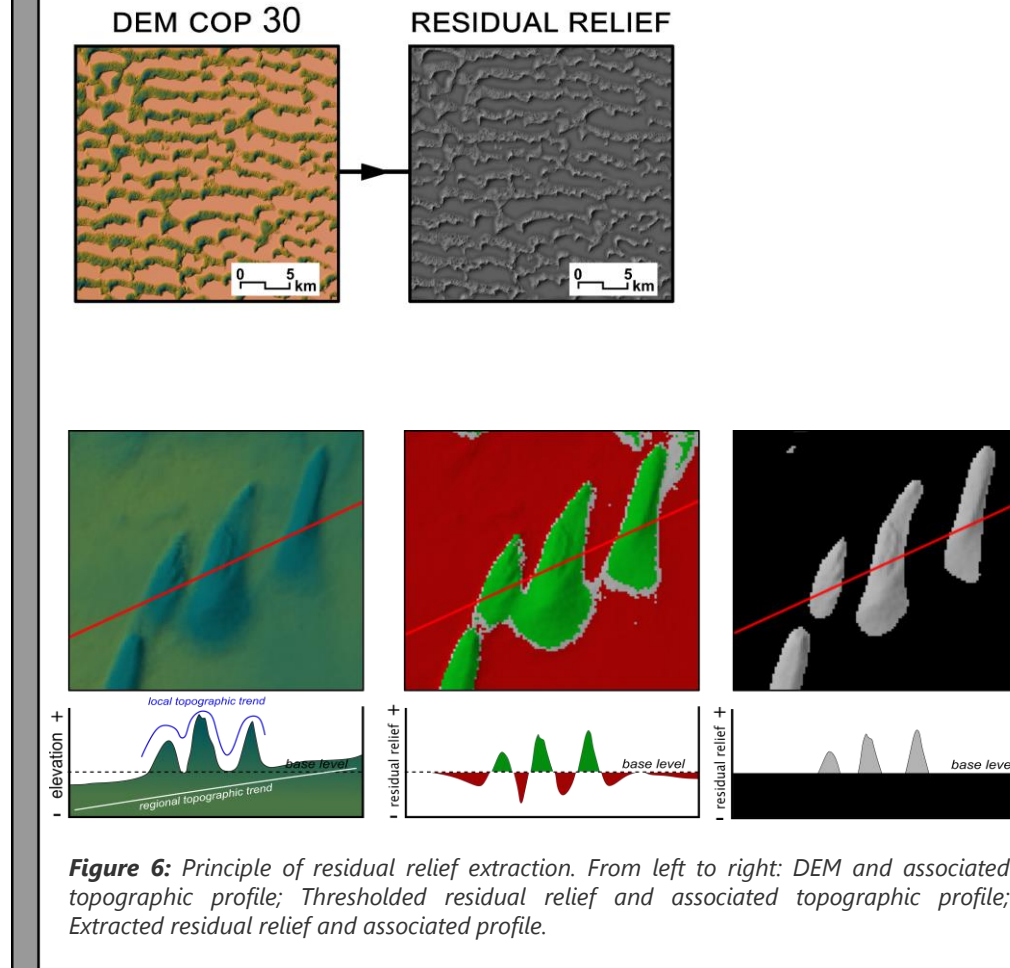 DEM COP 30
RESIDUAL RELIEF
0 5
km
0 5
km
- elevation +
local topographic trend
base level
regional topographic trend
- residual relief +
base level
- residual relief +
base level
Figure 6: Principle of residual relief extraction. From left to right: DEM and associated
topographic profile; Thresholded residual relief and associated topographic profile;
Extracted residual relief and associated profile.